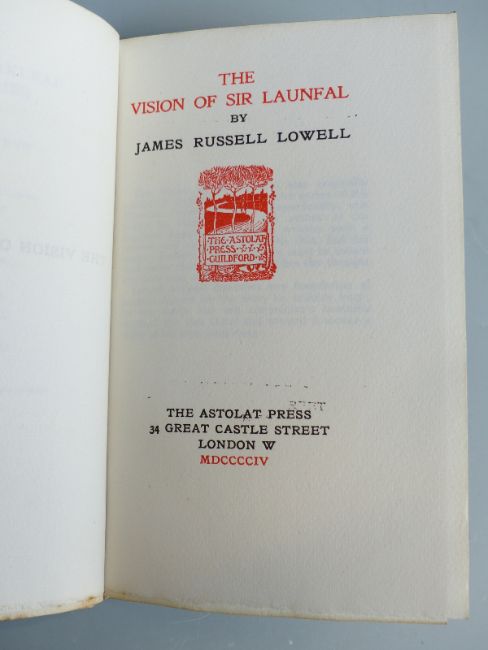 THE
VISION OF SIR LAUNFAL
BY
JAMES RUSSELL LOWELL
THE·ASTOLAT
PRESS
GUILDFORD
THE ASTOLAT PRESS
34 GREAT CASTLE STREET
LONDON W
MDCCCCIV